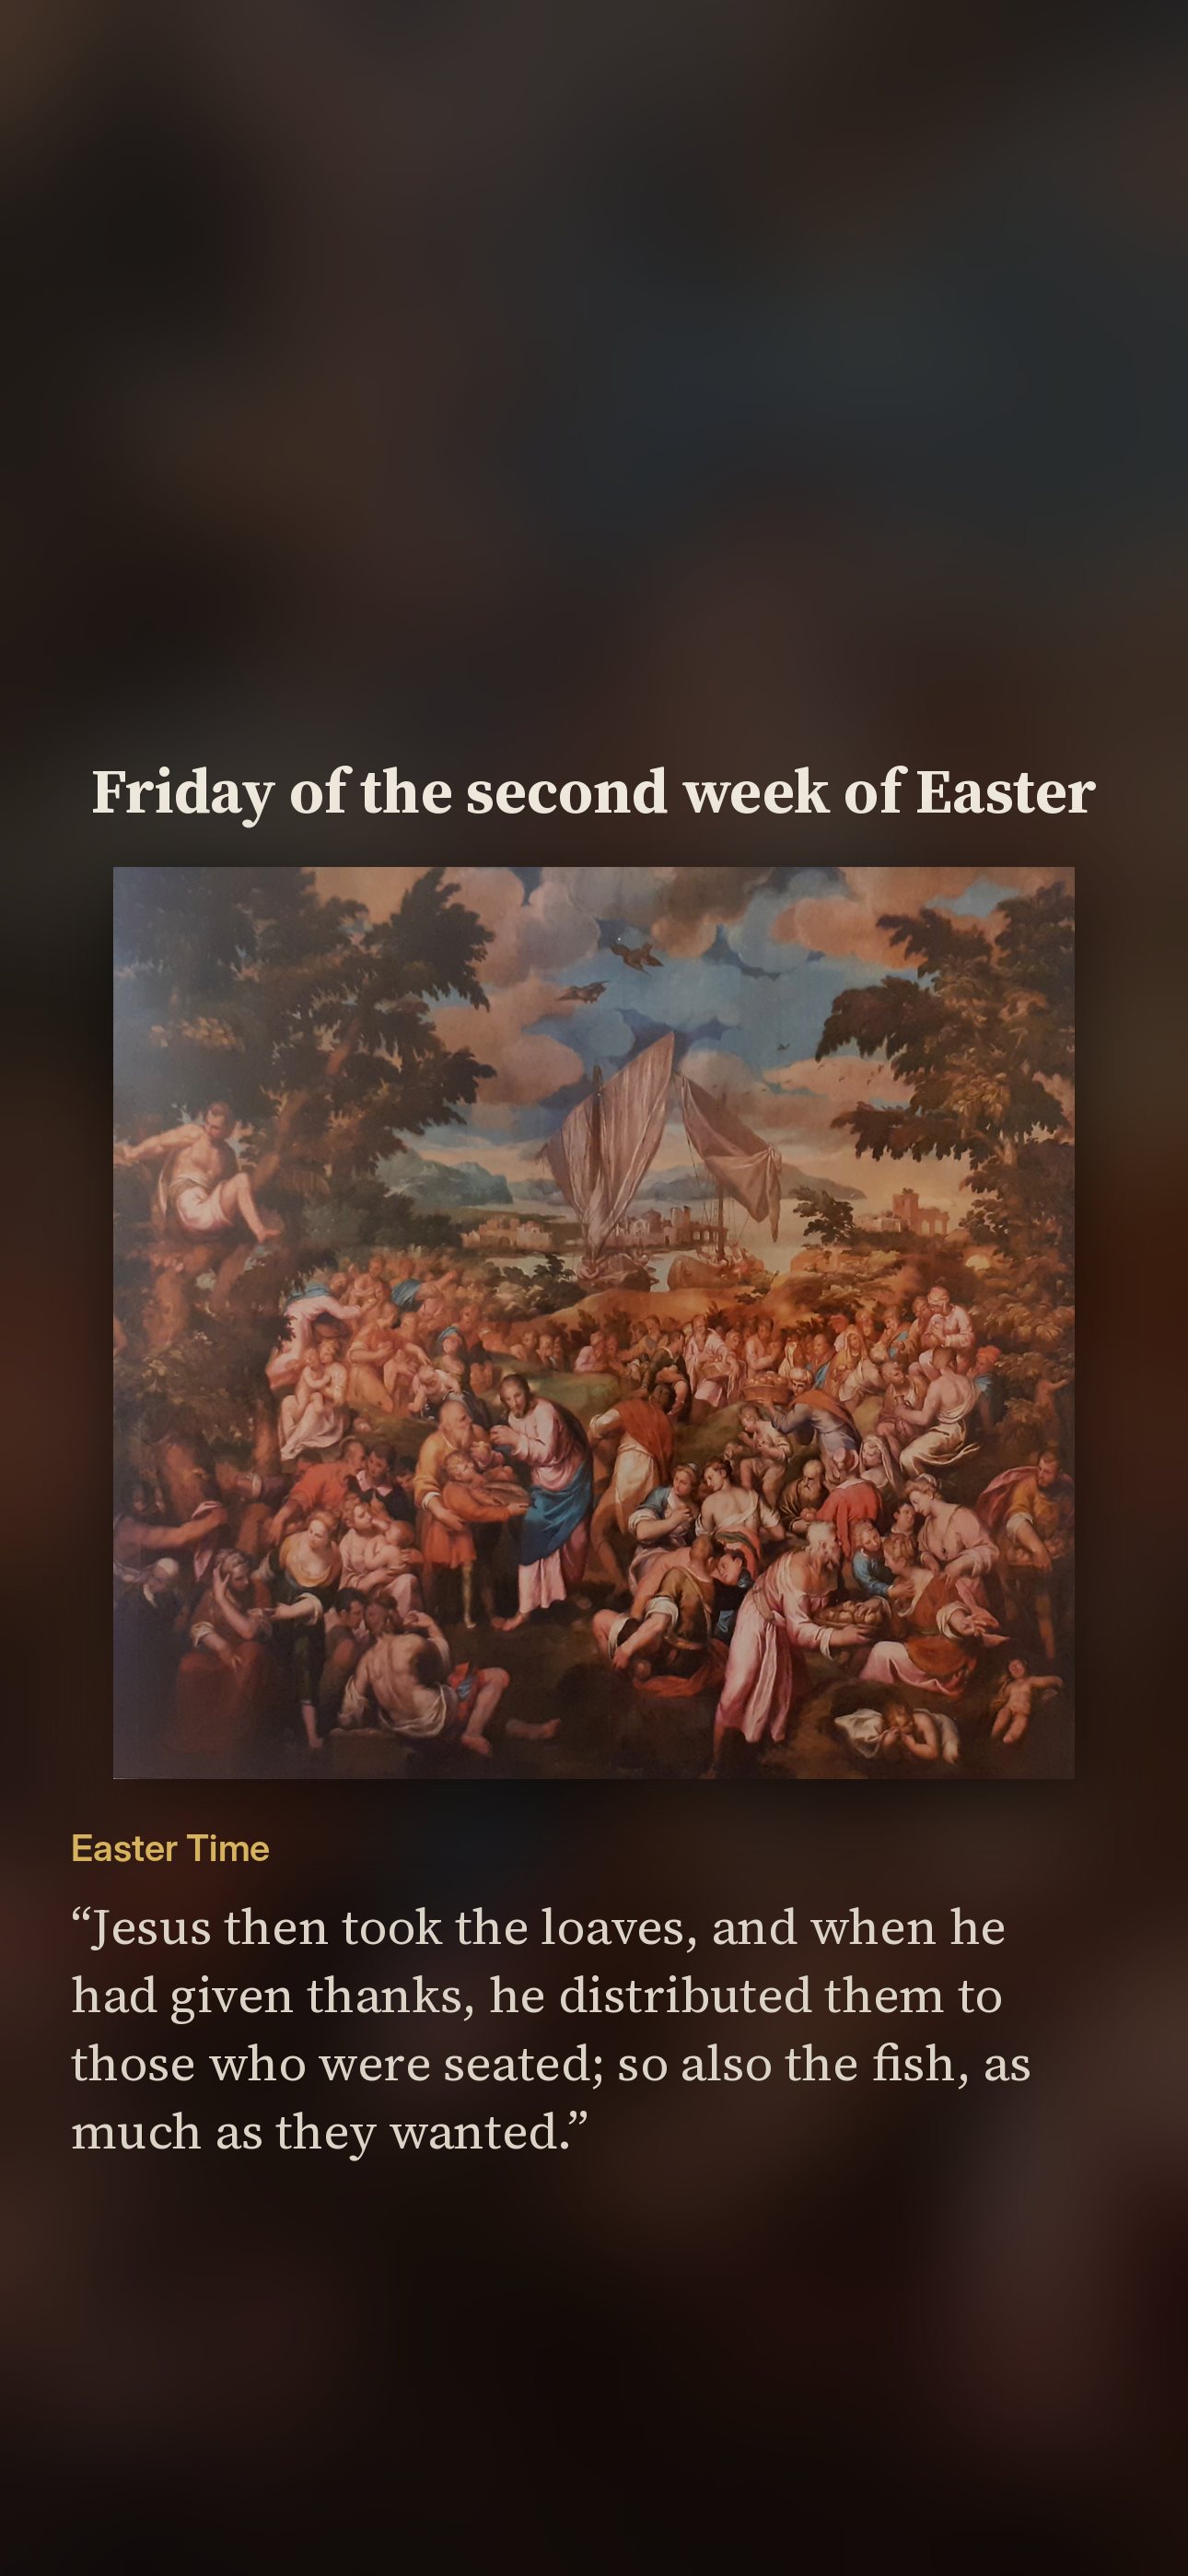 Friday of the second week of Easter
Easter Time
“Jesus then took the loaves, and when he
had given thanks, he distributed them to
those who were seated; so also the fish, as
much as they wanted.”